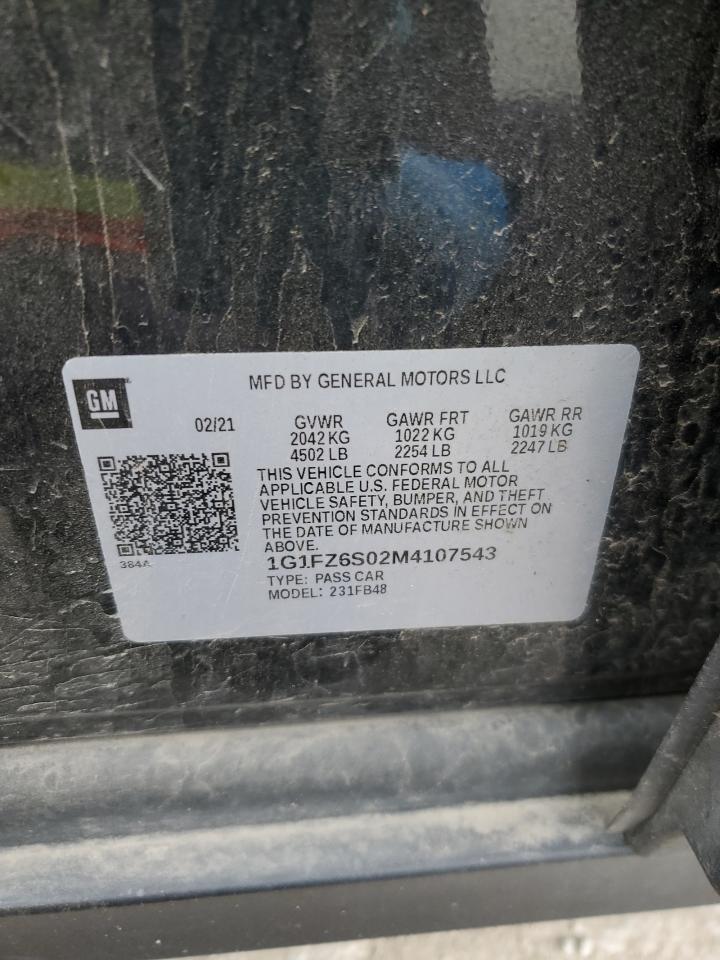 MFD BY GENERAL MOTORS LLC
GM
02/21
GVWR GAWR FRT GAWR RR
2042 KG 1022 KG 1019 KG
4502 LB 2254 LB 2247 LB
THIS VEHICLE CONFORMS TO ALL
APPLICABLE U.S. FEDERAL MOTOR
VEHICLE SAFETY, BUMPER, AND THEFT
PREVENTION STANDARDS IN EFFECT ON
THE DATE OF MANUFACTURE SHOWN
ABOVE.
384A
1G1FZ6S02M4107543
TYPE: PASS CAR
MODEL: 231FB48